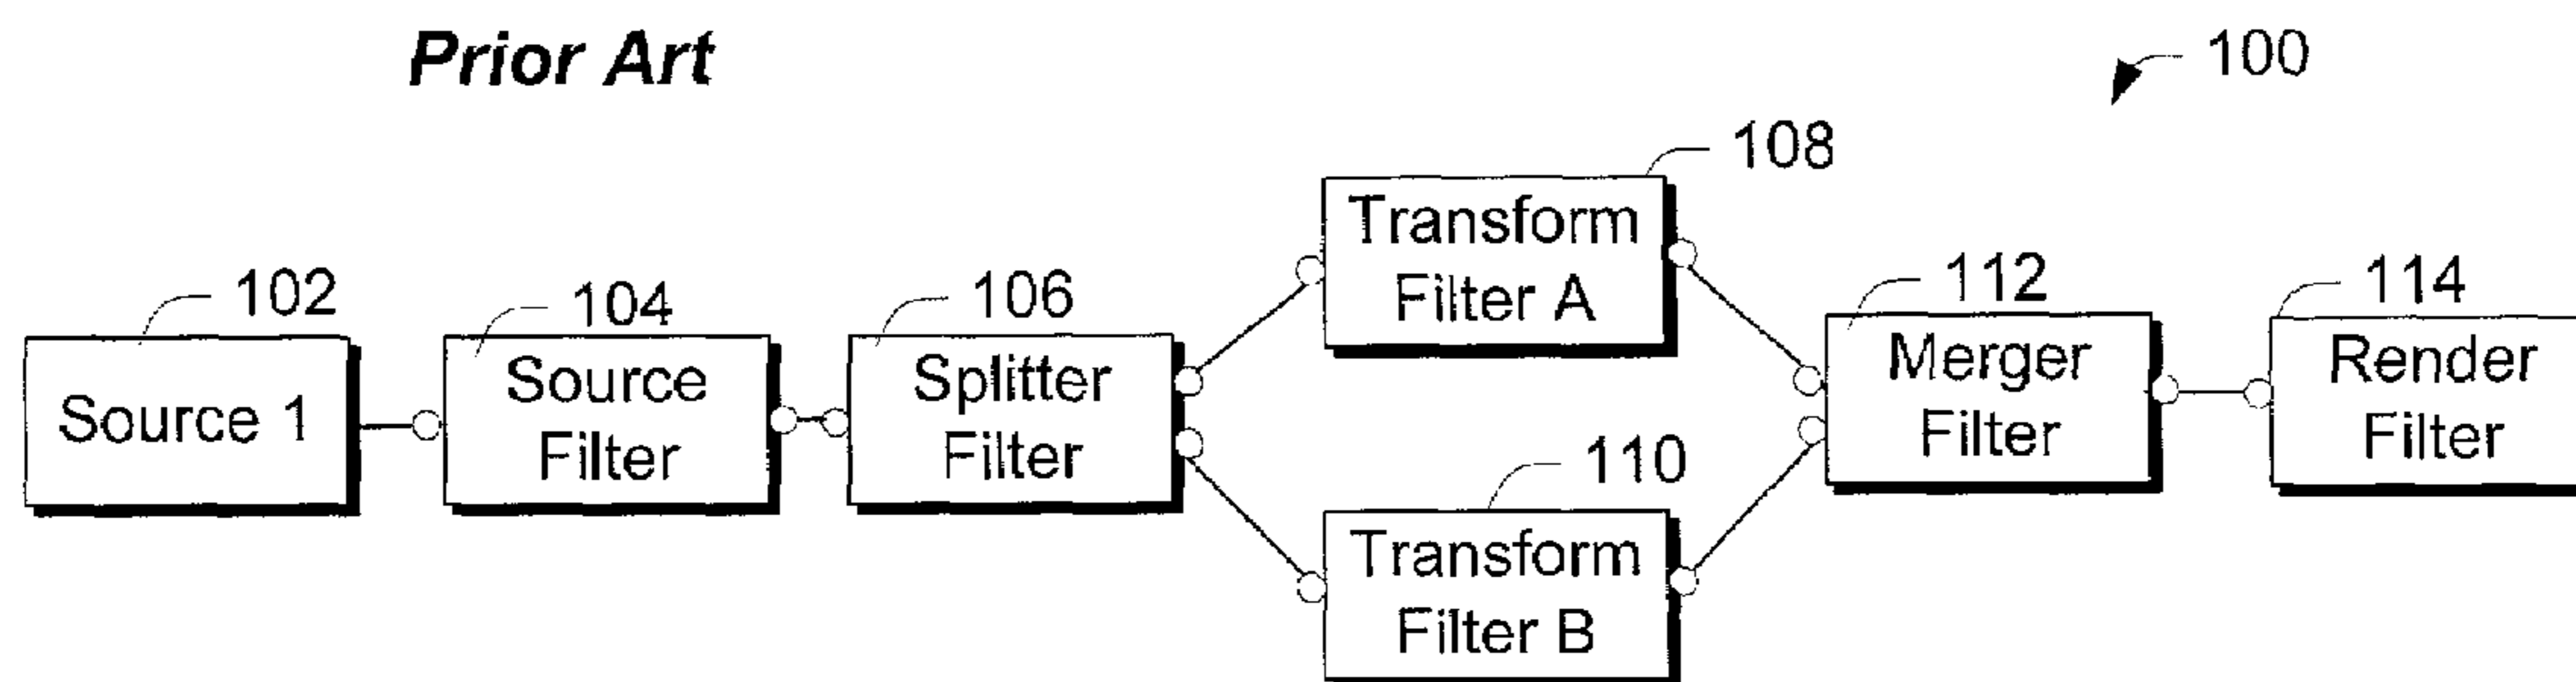 Prior Art
100
108
Transform
Filter A
102
104
106
112
114
Source 1
Source
Filter
Splitter
Filter
Merger
Filter
Render
Filter
110
Transform
Filter B